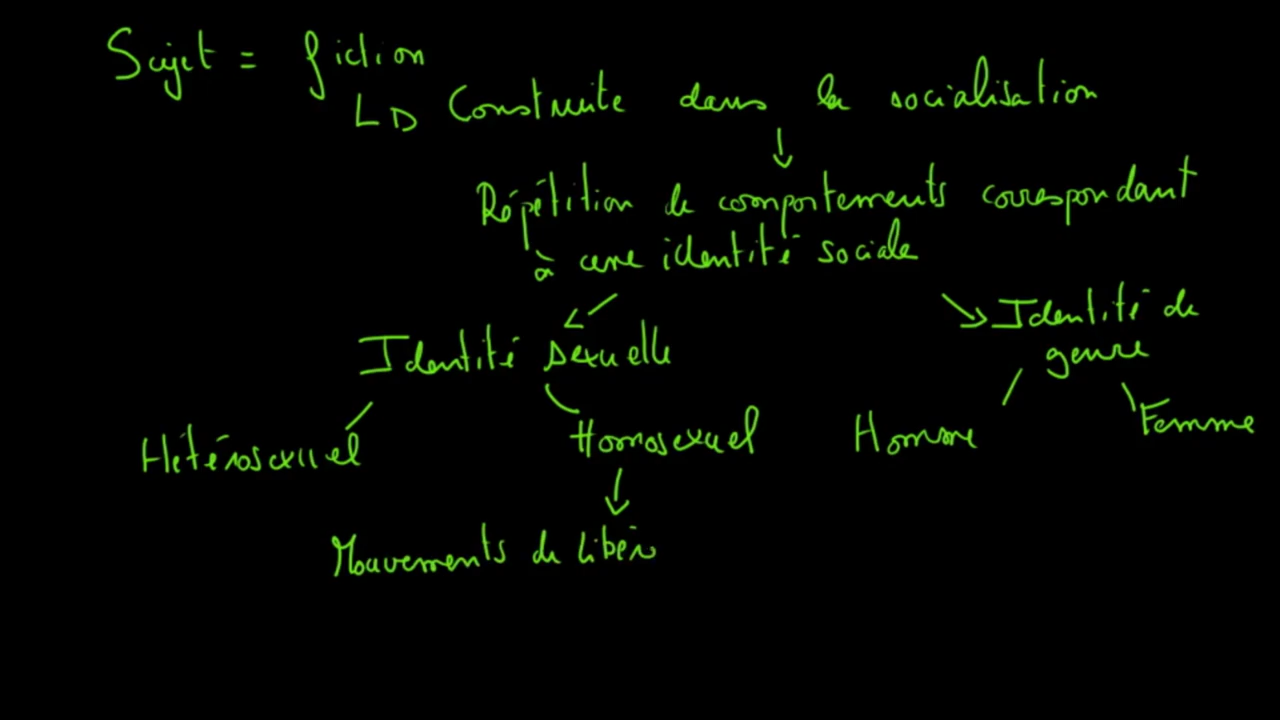 Sujet = fiction
↳ Construite dans la socialisation
↓
Répétition de comportements correspondant
à une identité sociale
↙ ↘
Identité sexuelle
Identité de
genre
Hétérosexuel
Homosexuel
Homme
Femme
↓
Mouvements de libér